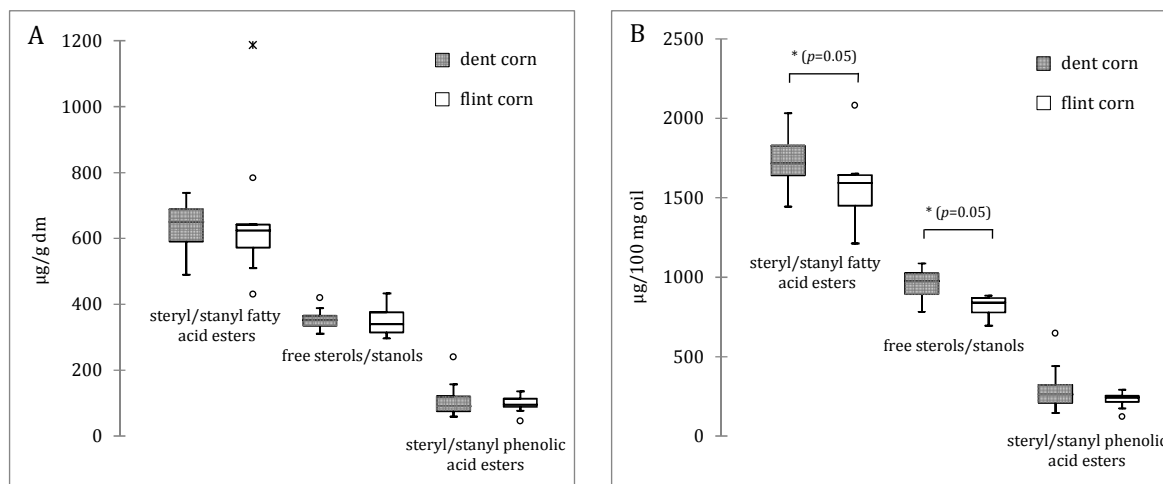 A
1200
1000
800
600
400
200
0
µg/g dm
dent corn
flint corn
steryl/stanyl fatty
acid esters
free sterols/stanols
steryl/stanyl phenolic
acid esters
B
2500
2000
1500
1000
500
0
µg/100 mg oil
* (p=0.05)
dent corn
flint corn
* (p=0.05)
steryl/stanyl fatty
acid esters
free sterols/stanols
steryl/stanyl phenolic
acid esters